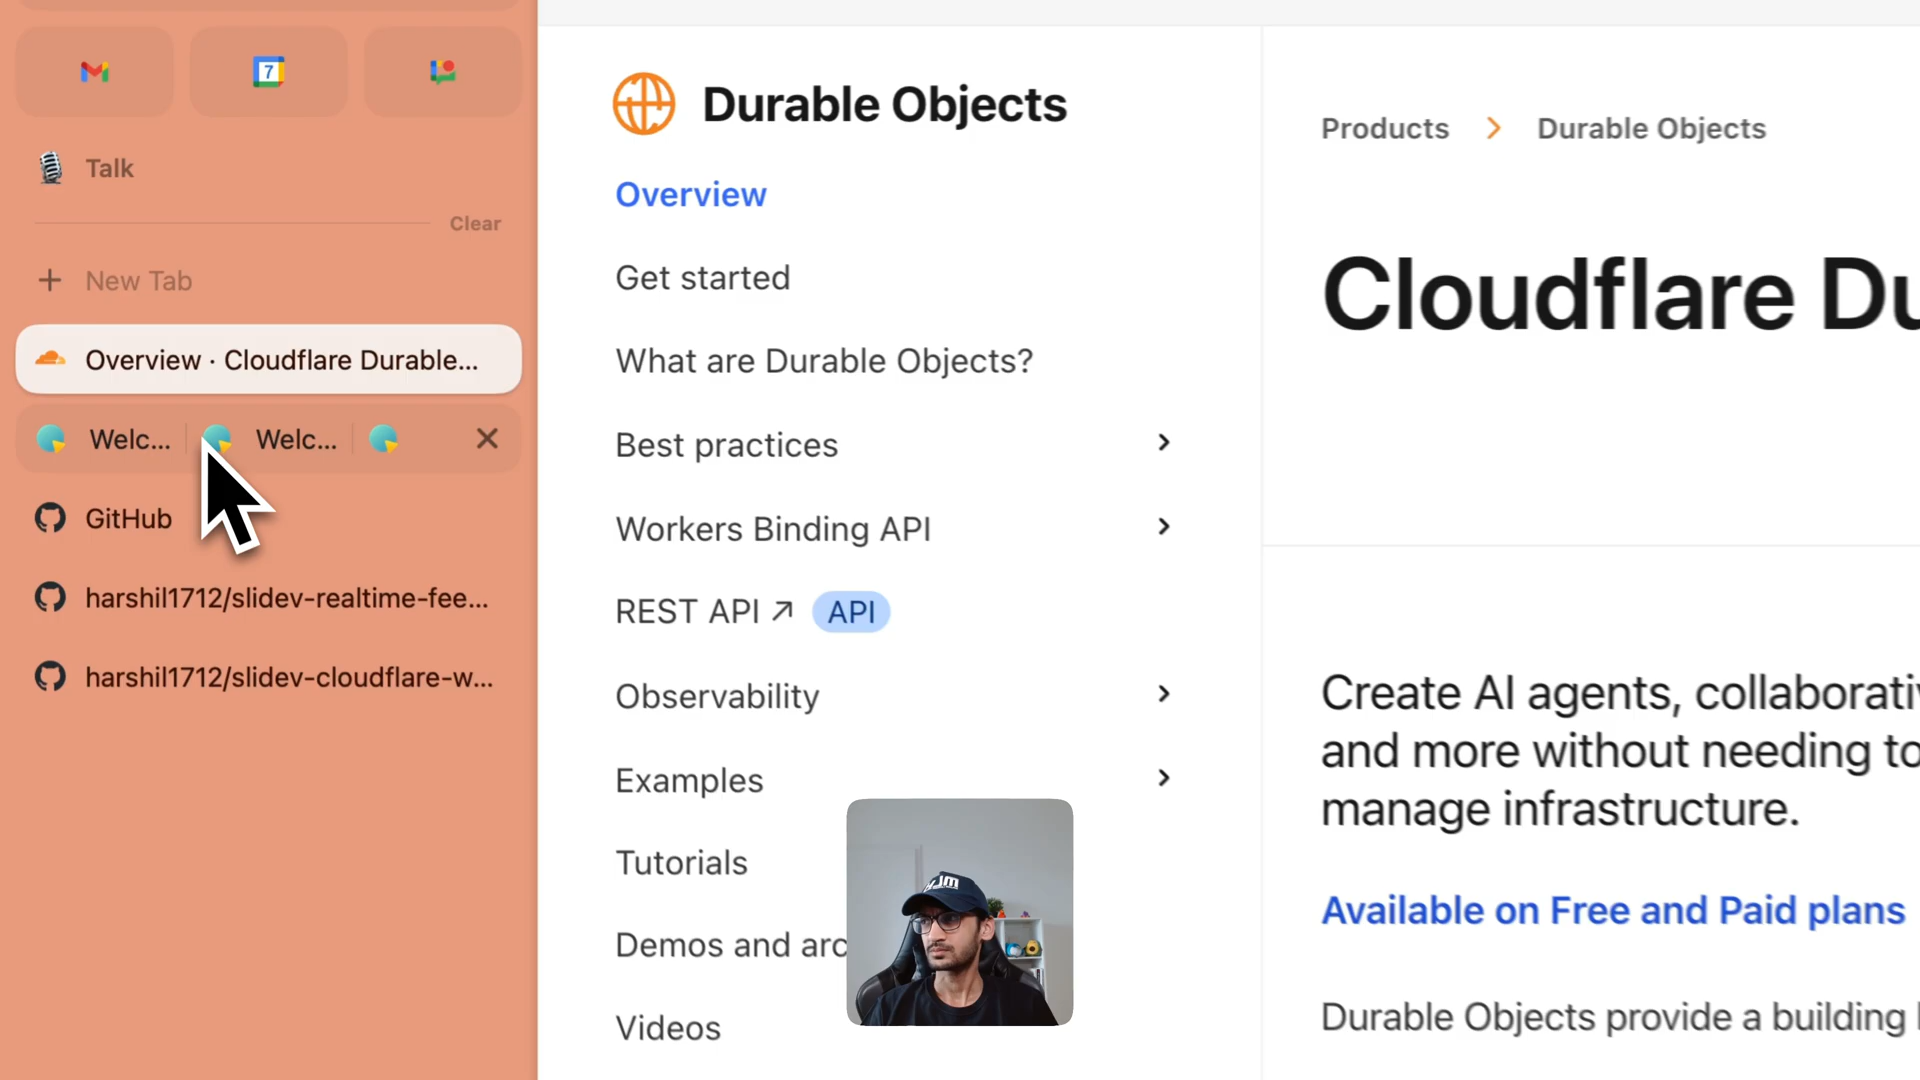 7
Talk
Clear
New Tab
Overview · Cloudflare Durable...
Welc...
Welc...
GitHub
harshil1712/slidev-realtime-fee...
harshil1712/slidev-cloudflare-w...
Durable Objects
Overview
Get started
What are Durable Objects?
Best practices
Workers Binding API
REST API ↗ API
Observability
Examples
Tutorials
Demos and arc
Videos
Products > Durable Objects
Cloudflare Du
Create AI agents, collaborativ
and more without needing to
manage infrastructure.
Available on Free and Paid plans
Durable Objects provide a building